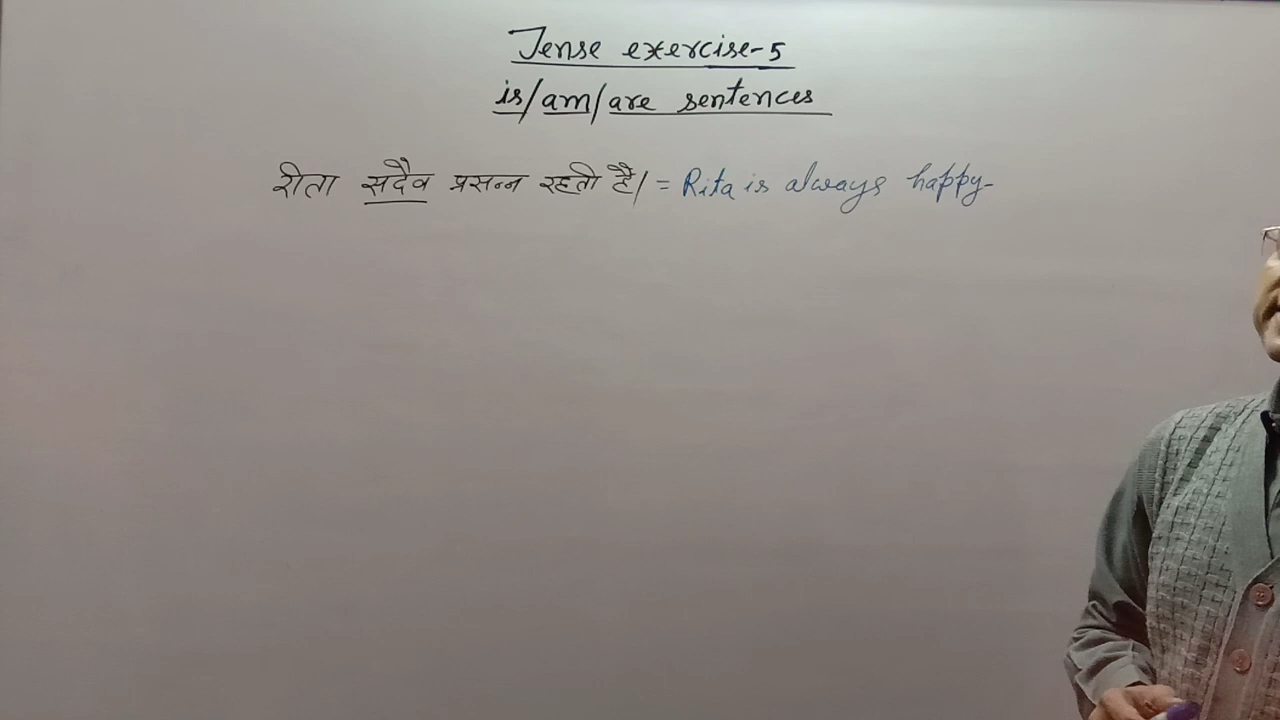 Tense exercise-5
is/am/are sentences
रीता सदैव प्रसन्न रहती है/ = Rita is always happy-